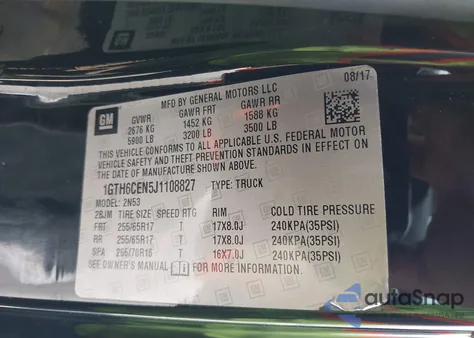 GM
MFD BY GENERAL MOTORS LLC
08/17
GVWR GAWR FRT GAWR RR
2676 KG 1452 KG 1588 KG
5900 LB 3200 LB 3500 LB
THIS VEHICLE CONFORMS TO ALL APPLICABLE U.S. FEDERAL MOTOR
VEHICLE SAFETY AND THEFT PREVENTION STANDARDS IN EFFECT ON
THE DATE OF MANUFACTURE SHOWN ABOVE.
1GTH6CEN5J1108827 TYPE: TRUCK
MODEL: 2N53
2BJM TIRE SIZE SPEED RTG RIM COLD TIRE PRESSURE
FRT 255/65R17 T 17X8.0J 240KPA(35PSI)
RR 255/65R17 T 17X8.0J 240KPA(35PSI)
SPA 265/70R16 T 16X7.0J 240KPA(35PSI)
SEE OWNER'S MANUAL FOR MORE INFORMATION.
autoSnap